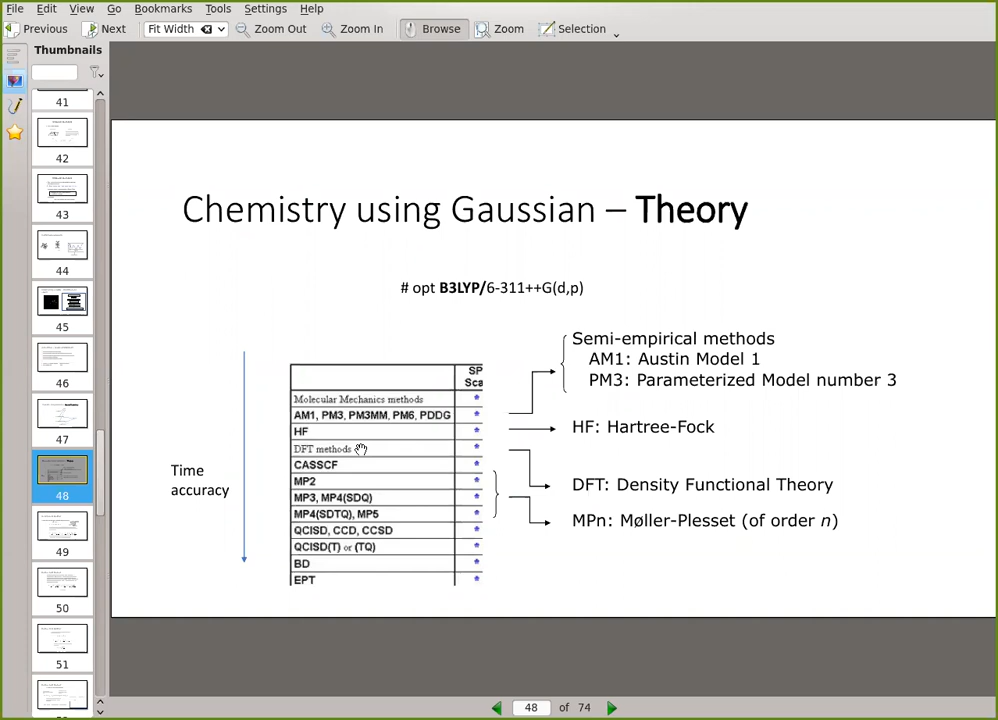 File Edit View Go Bookmarks Tools Settings Help
Previous Next Fit Width Zoom Out Zoom In Browse Zoom Selection
Thumbnails
41
42
43
44
45
46
47
48
49
50
51
Chemistry using Gaussian – Theory
# opt B3LYP/6-311++G(d,p)
Time
accuracy
SP
Sca
Molecular Mechanics methods *
AM1, PM3, PM3MM, PM6, PDDG *
HF *
DFT methods *
CASSCF *
MP2 *
MP3, MP4(SDQ) *
MP4(SDTQ), MP5 *
QCISD, CCD, CCSD *
QCISD(T) or (TQ) *
BD *
EPT *
Semi-empirical methods
AM1: Austin Model 1
PM3: Parameterized Model number 3
HF: Hartree-Fock
DFT: Density Functional Theory
MPn: Møller-Plesset (of order n)
48 of 74